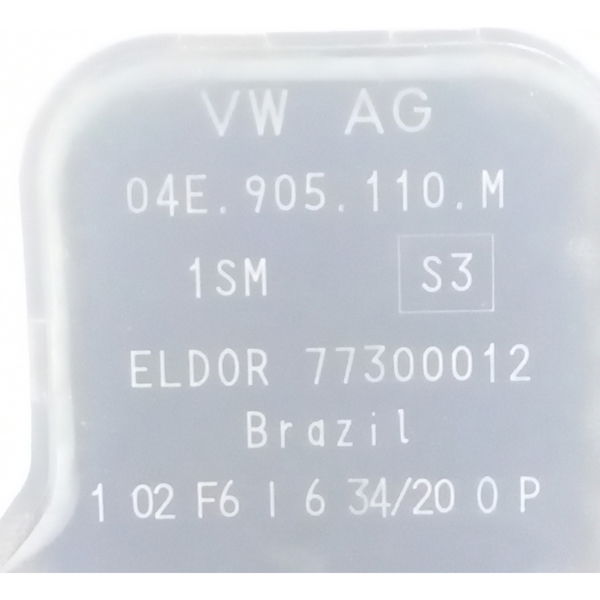 VW AG
04E.905.110.M
1SM S3
ELDOR 77300012
Brazil
1 02 F6 I 6 34/20 0 P